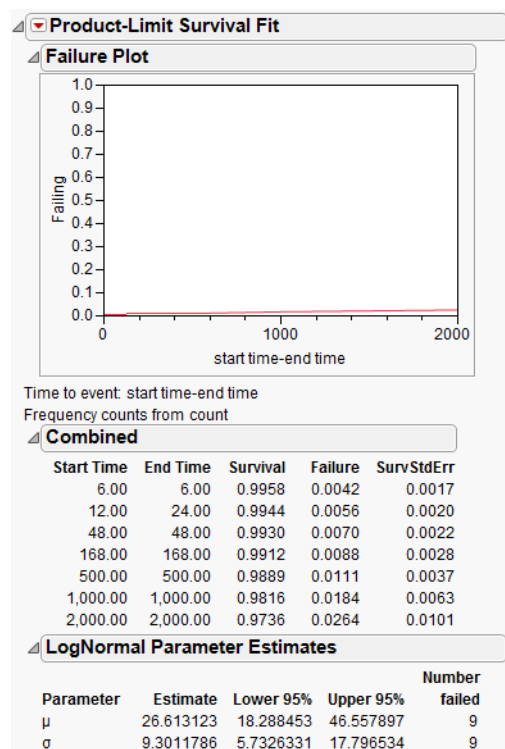 Product-Limit Survival Fit
Failure Plot
1.0
0.9
0.8
0.7
0.6
0.5
0.4
0.3
0.2
0.1
0.0
Failing
0 1000 2000
start time-end time
Time to event: start time-end time
Frequency counts from count
Combined
Start Time End Time Survival Failure SurvStdErr
6.00 6.00 0.9958 0.0042 0.0017
12.00 24.00 0.9944 0.0056 0.0020
48.00 48.00 0.9930 0.0070 0.0022
168.00 168.00 0.9912 0.0088 0.0028
500.00 500.00 0.9889 0.0111 0.0037
1,000.00 1,000.00 0.9816 0.0184 0.0063
2,000.00 2,000.00 0.9736 0.0264 0.0101
LogNormal Parameter Estimates
Number
Parameter Estimate Lower 95% Upper 95% failed
μ 26.613123 18.288453 46.557897 9
σ 9.3011786 5.7326331 17.796534 9